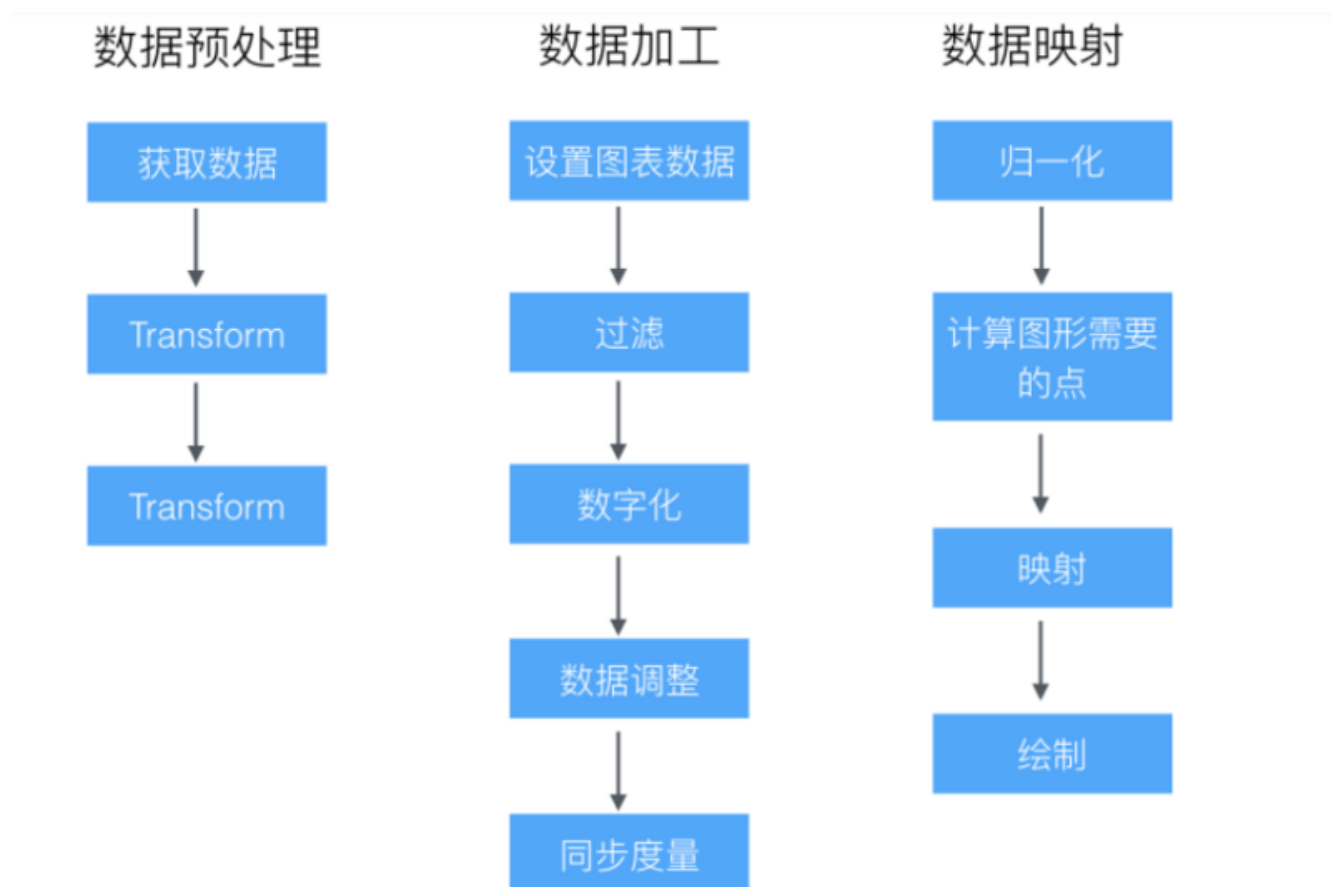 数据预处理
获取数据
Transform
Transform
数据加工
设置图表数据
过滤
数字化
数据调整
同步度量
数据映射
归一化
计算图形需要
的点
映射
绘制